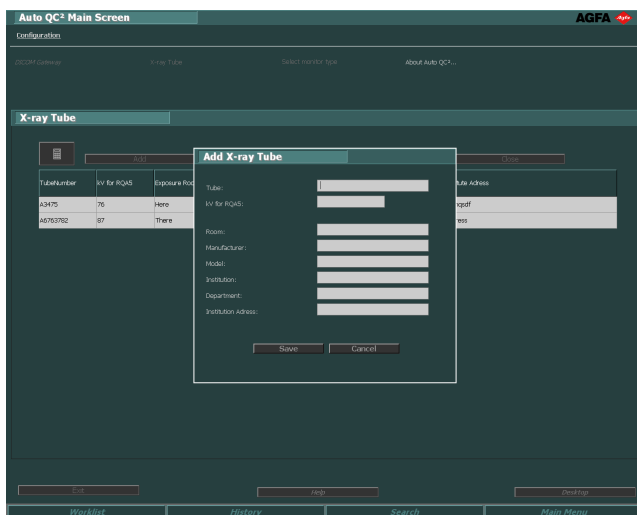 Auto QC² Main Screen
AGFA
Configuration
DICOM Gateway X-ray Tube Select monitor type About Auto QC²...
X-ray Tube
Add Close
TubeNumber kV for RQA5 Exposure Roo tute Adress
A3475 76 Here nqsdf
A6763782 87 There ress
Add X-ray Tube
Tube:
kV for RQA5:
Room:
Manufacturer:
Model:
Institution:
Department:
Institution Adress:
Save Cancel
Exit Help Desktop
Worklist History Search Main Menu